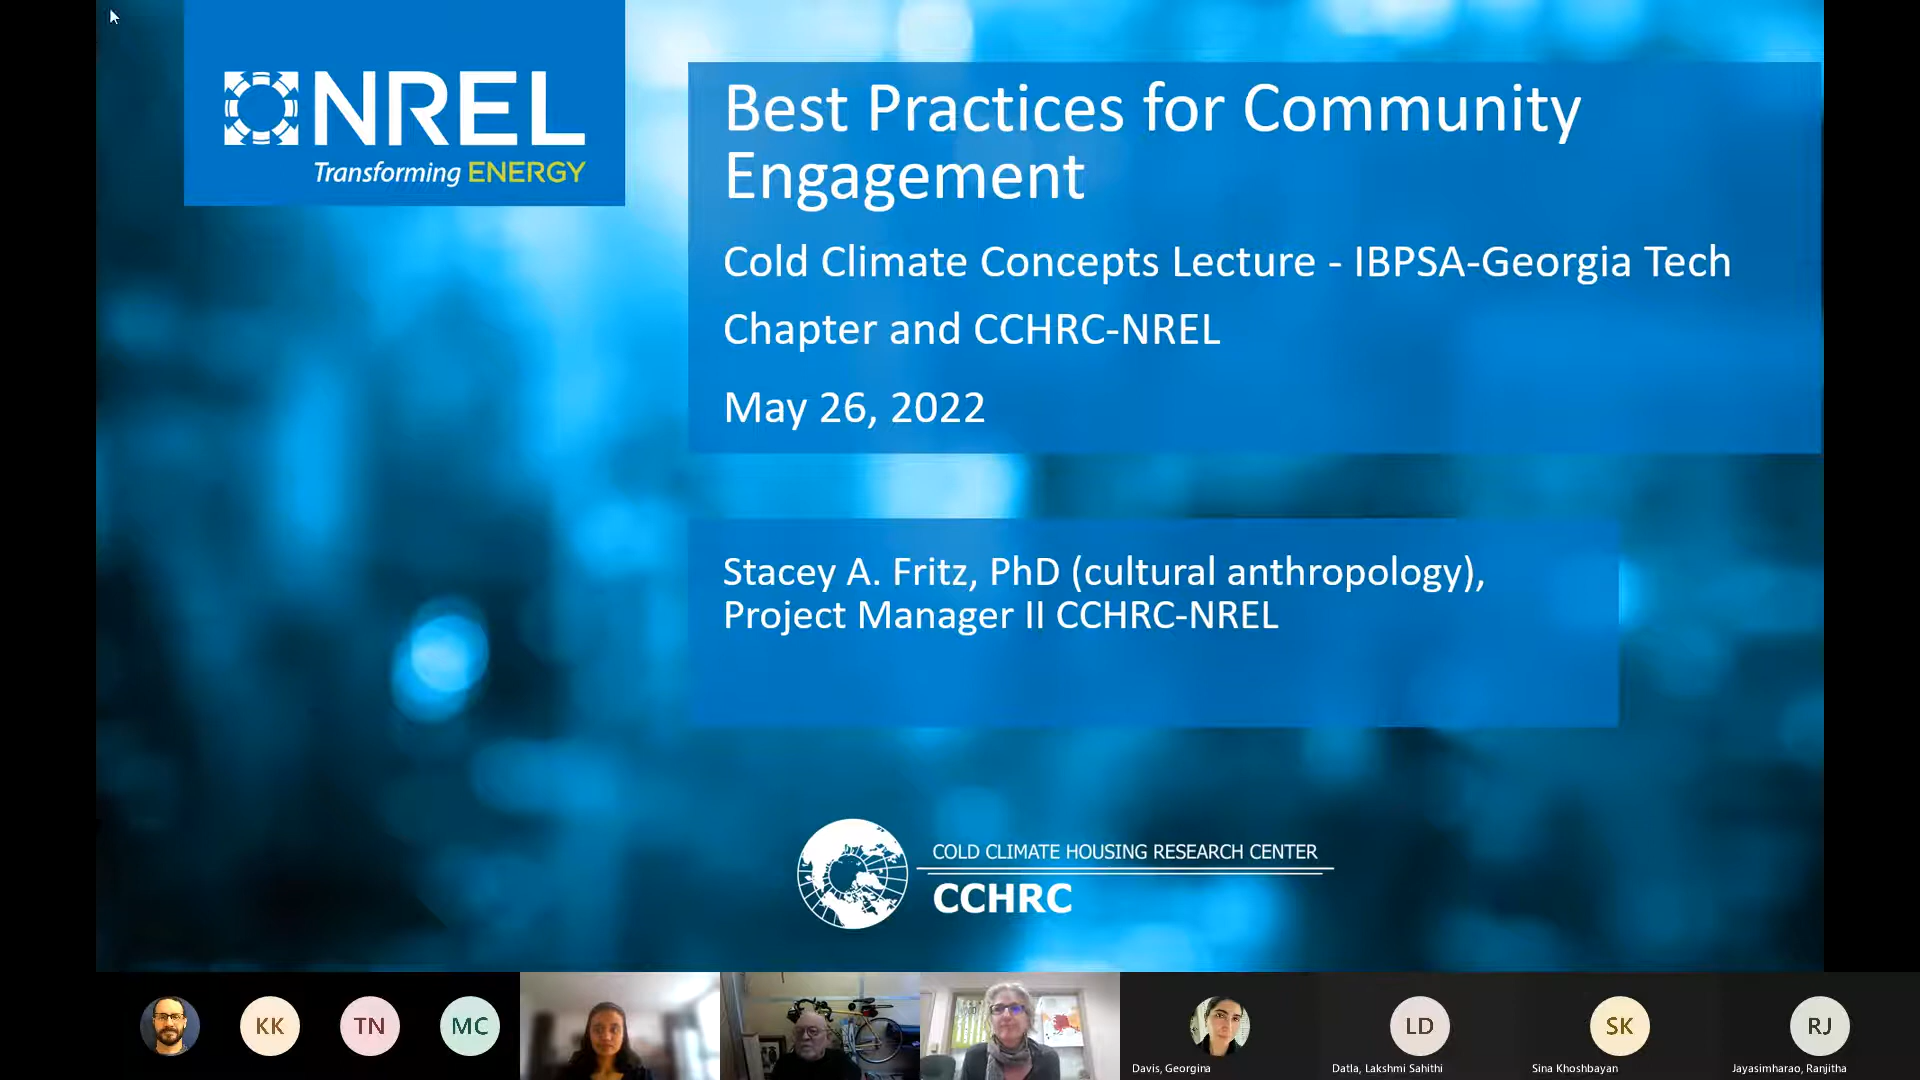 NREL
Transforming ENERGY
Best Practices for Community
Engagement
Cold Climate Concepts Lecture - IBPSA-Georgia Tech
Chapter and CCHRC-NREL
May 26, 2022
Stacey A. Fritz, PhD (cultural anthropology),
Project Manager II CCHRC-NREL
COLD CLIMATE HOUSING RESEARCH CENTER
CCHRC
KK
TN
MC
LD
SK
RJ
Davis, Georgina
Datla, Lakshmi Sahithi
Sina Khoshbayan
Jayasimharao, Ranjitha